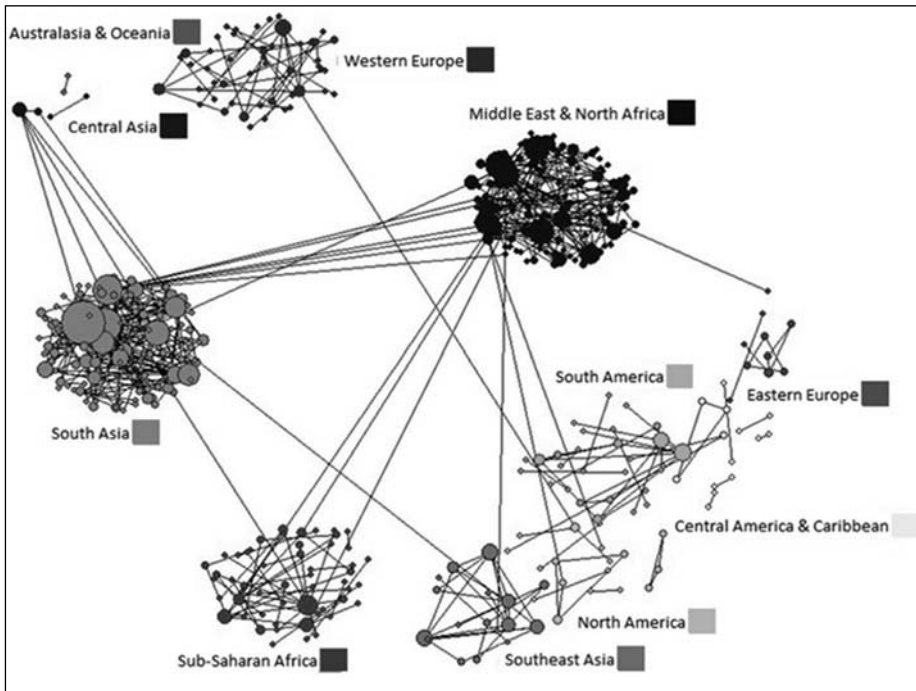 Australasia & Oceania
Western Europe
Central Asia
Middle East & North Africa
South America
Eastern Europe
South Asia
Central America & Caribbean
North America
Sub-Saharan Africa
Southeast Asia